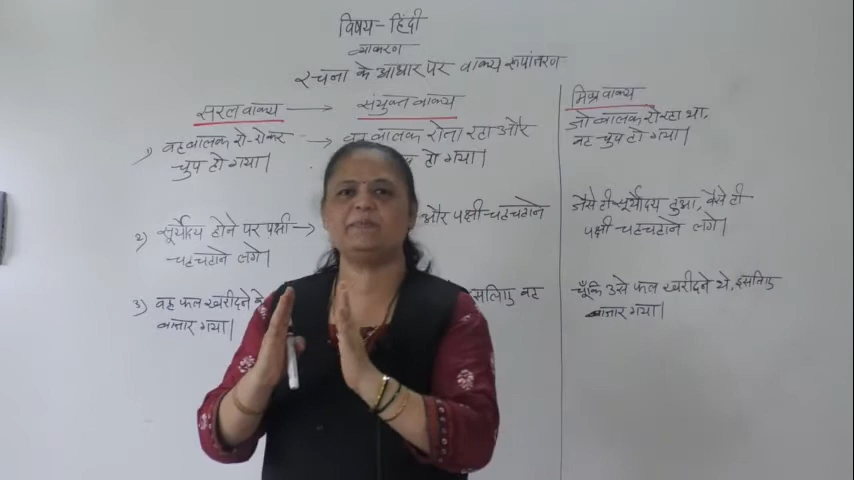 विषय- हिंदी
व्याकरण
रचना के आधार पर वाक्य रूपांतरण
सरल वाक्य → संयुक्त वाक्य
1) वह बालक रो-रोकर → वह बालक रोता रहा और
चुप हो गया। हो गया।
2) सूर्योदय होने पर पक्षी → और पक्षी चहचहाने
चहचहाने लगे।
3) वह फल खरीदने वह
बाजार गया।
मिश्र वाक्य
जो बालक रो रहा था,
वह चुप हो गया।
जैसे ही सूर्योदय हुआ, वैसे ही
पक्षी चहचहाने लगे।
चूँकि उसे फल खरीदने थे, इसलिए
बाजार गया।